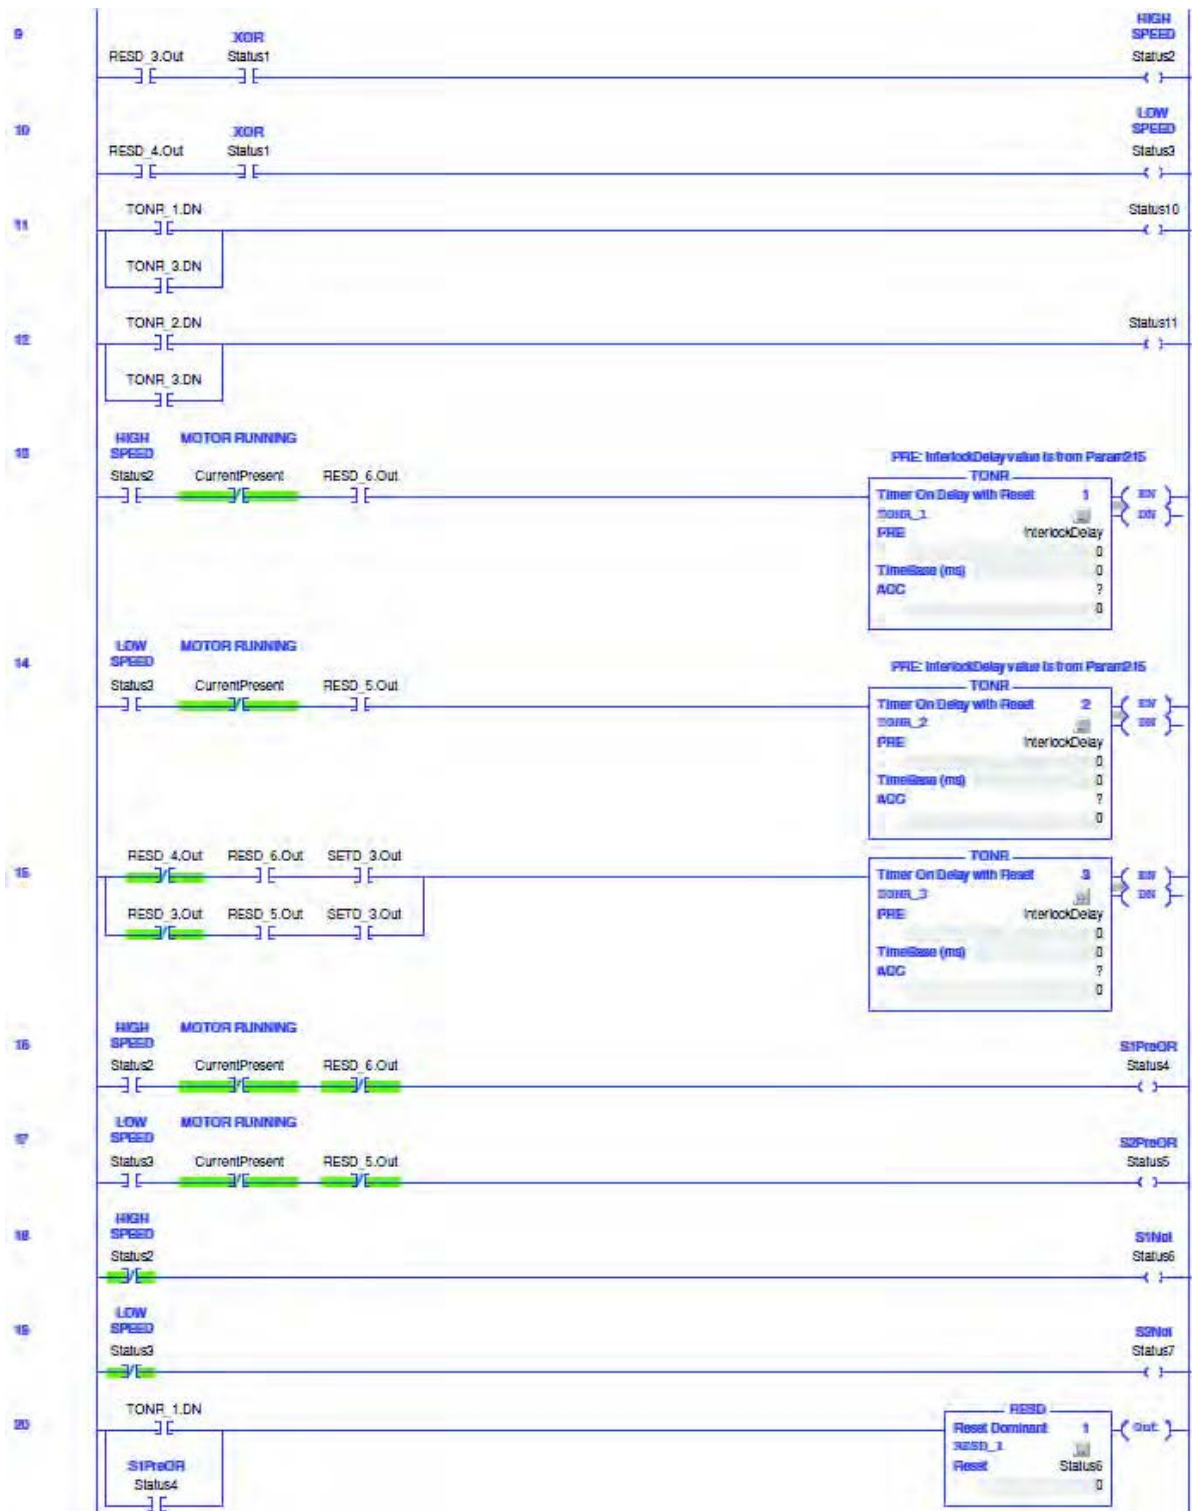 9
XOR
RESD_3.Out Status1
HIGH
SPEED
Status2
10
XOR
RESD_4.Out Status1
LOW
SPEED
Status3
11
TONR_1.DN
Status10
TONR_3.DN
12
TONR_2.DN
Status11
TONR_3.DN
13
HIGH
SPEED
MOTOR RUNNING
Status2 CurrentPresent RESD_6.Out
PRE: InterlockDelay value is from Param215
TONR
Timer On Delay with Reset 1
TONR_1
PRE InterlockDelay
0
TimeBase (ms) 0
ACC ?
0
EN
DN
14
LOW
SPEED
MOTOR RUNNING
Status3 CurrentPresent RESD_5.Out
PRE: InterlockDelay value is from Param215
TONR
Timer On Delay with Reset 2
TONR_2
PRE InterlockDelay
0
TimeBase (ms) 0
ACC ?
0
EN
DN
15
RESD_4.Out RESD_6.Out SETD_3.Out
RESD_3.Out RESD_5.Out SETD_3.Out
TONR
Timer On Delay with Reset 3
TONR_3
PRE InterlockDelay
0
TimeBase (ms) 0
ACC ?
0
EN
DN
16
HIGH
SPEED
MOTOR RUNNING
Status2 CurrentPresent RESD_6.Out
S1PreOR
Status4
17
LOW
SPEED
MOTOR RUNNING
Status3 CurrentPresent RESD_5.Out
S2PreOR
Status5
18
HIGH
SPEED
Status2
S1Not
Status6
19
LOW
SPEED
Status3
S2Not
Status7
20
TONR_1.DN
S1PreOR
Status4
RESD
Reset Dominant 1
RESD_1
Reset Status6
0
Out